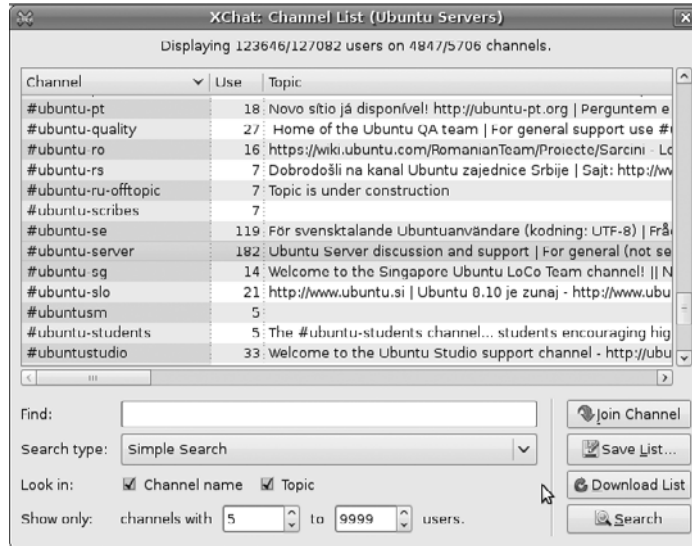 XChat: Channel List (Ubuntu Servers)
Displaying 123646/127082 users on 4847/5706 channels.
Channel Use Topic
#ubuntu-pt 18 Novo sítio já disponível! http://ubuntu-pt.org | Perguntem e
#ubuntu-quality 27 Home of the Ubuntu QA team | For general support use #u
#ubuntu-ro 16 https://wiki.ubuntu.com/RomanianTeam/Proiecte/Sarcini - Lo
#ubuntu-rs 7 Dobrodošli na kanal Ubuntu zajednice Srbije | Sajt: http://w
#ubuntu-ru-offtopic 7 Topic is under construction
#ubuntu-scribes 7
#ubuntu-se 119 För svensktalande Ubuntuanvändare (kodning: UTF-8) | Frå
#ubuntu-server 182 Ubuntu Server discussion and support | For general (not se
#ubuntu-sg 14 Welcome to the Singapore Ubuntu LoCo Team channel! || N
#ubuntu-slo 21 http://www.ubuntu.si | Ubuntu 8.10 je zunaj - http://www.ubu
#ubuntusm 5
#ubuntu-students 5 The #ubuntu-students channel... students encouraging hig
#ubuntustudio 33 Welcome to the Ubuntu Studio support channel - http://ubu
Find:
Join Channel
Search type: Simple Search
Save List...
Look in: Channel name Topic
Download List
Show only: channels with 5 to 9999 users.
Search